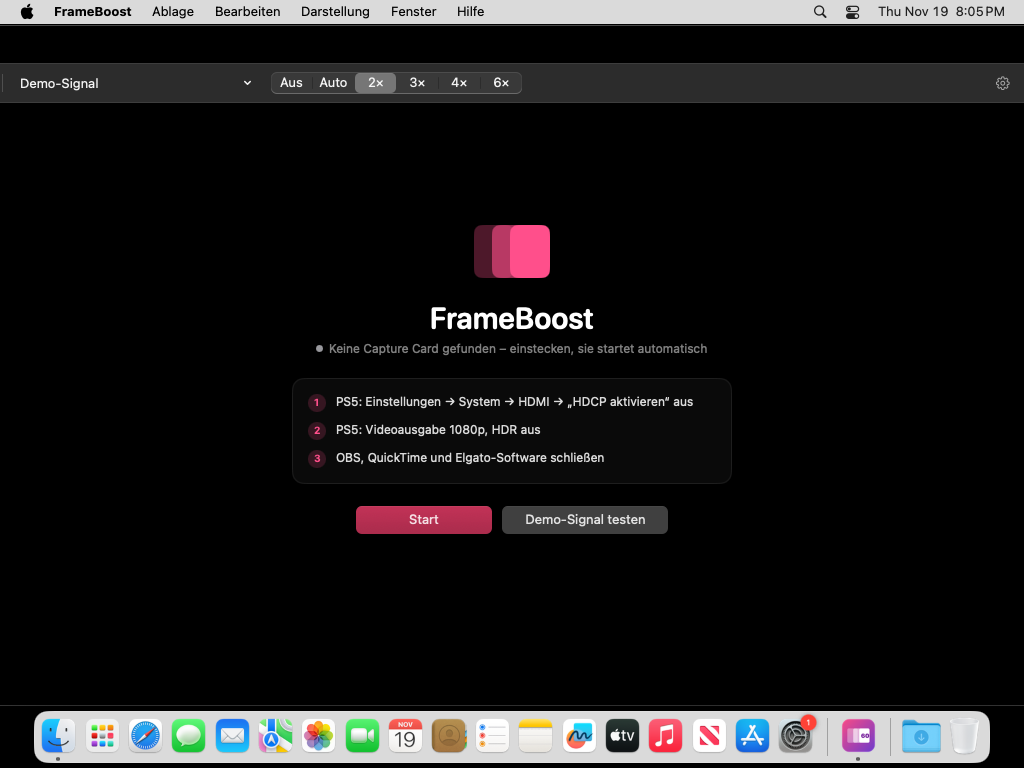 FrameBoost Ablage Bearbeiten Darstellung Fenster Hilfe Thu Nov 19 8:05 PM
Demo-Signal Aus Auto 2× 3× 4× 6×
FrameBoost
Keine Capture Card gefunden – einstecken, sie startet automatisch
1 PS5: Einstellungen → System → HDMI → „HDCP aktivieren“ aus
2 PS5: Videoausgabe 1080p, HDR aus
3 OBS, QuickTime und Elgato-Software schließen
Start Demo-Signal testen
NOV
19
tv
1
60